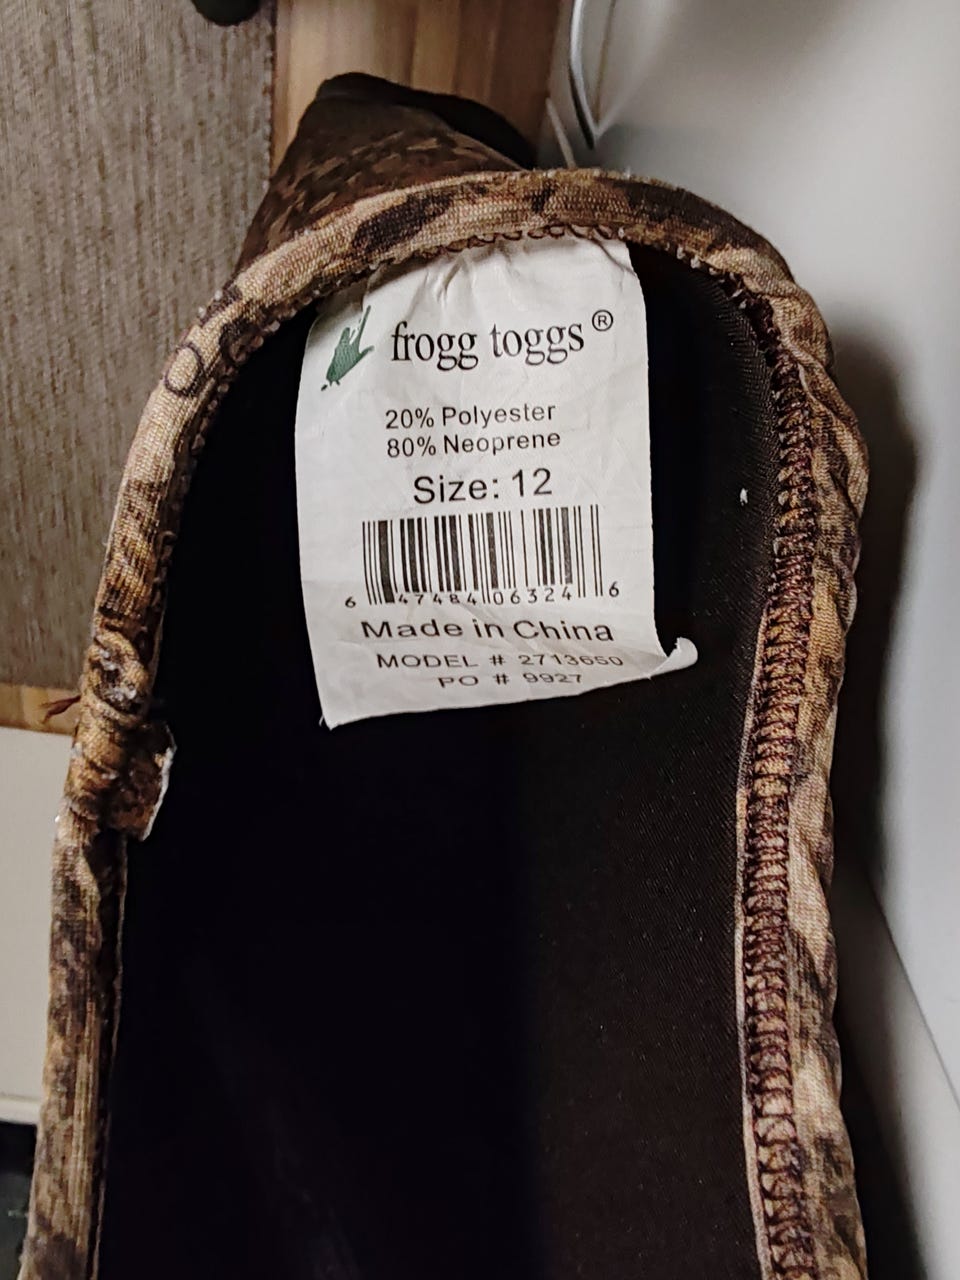 frogg toggs®
20% Polyester
80% Neoprene
Size: 12
6 47484 06324 6
Made in China
MODEL # 2713650
PO # 9927